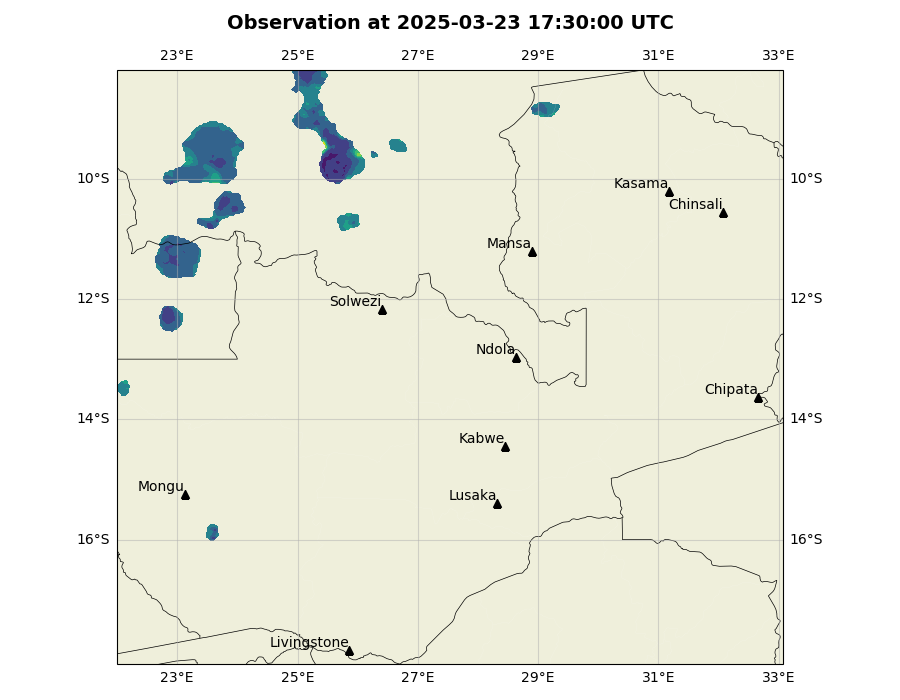 Observation at 2025-03-23 17:30:00 UTC
23°E 25°E 27°E 29°E 31°E 33°E
10°S 10°S
Kasama
Chinsali
Mansa
12°S 12°S
Solwezi
Ndola
Chipata
14°S 14°S
Kabwe
Mongu
Lusaka
16°S 16°S
Livingstone
23°E 25°E 27°E 29°E 31°E 33°E